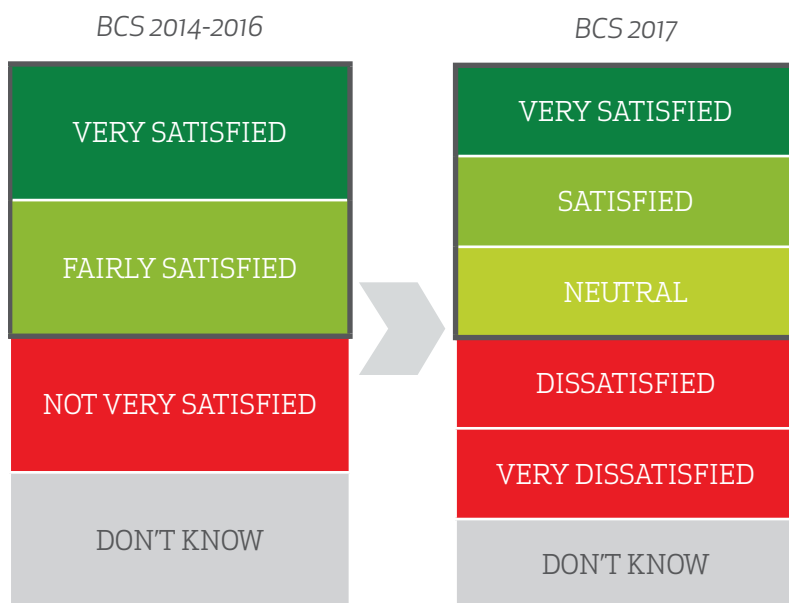 BCS 2014-2016
VERY SATISFIED
FAIRLY SATISFIED
NOT VERY SATISFIED
DON'T KNOW
BCS 2017
VERY SATISFIED
SATISFIED
NEUTRAL
DISSATISFIED
VERY DISSATISFIED
DON'T KNOW